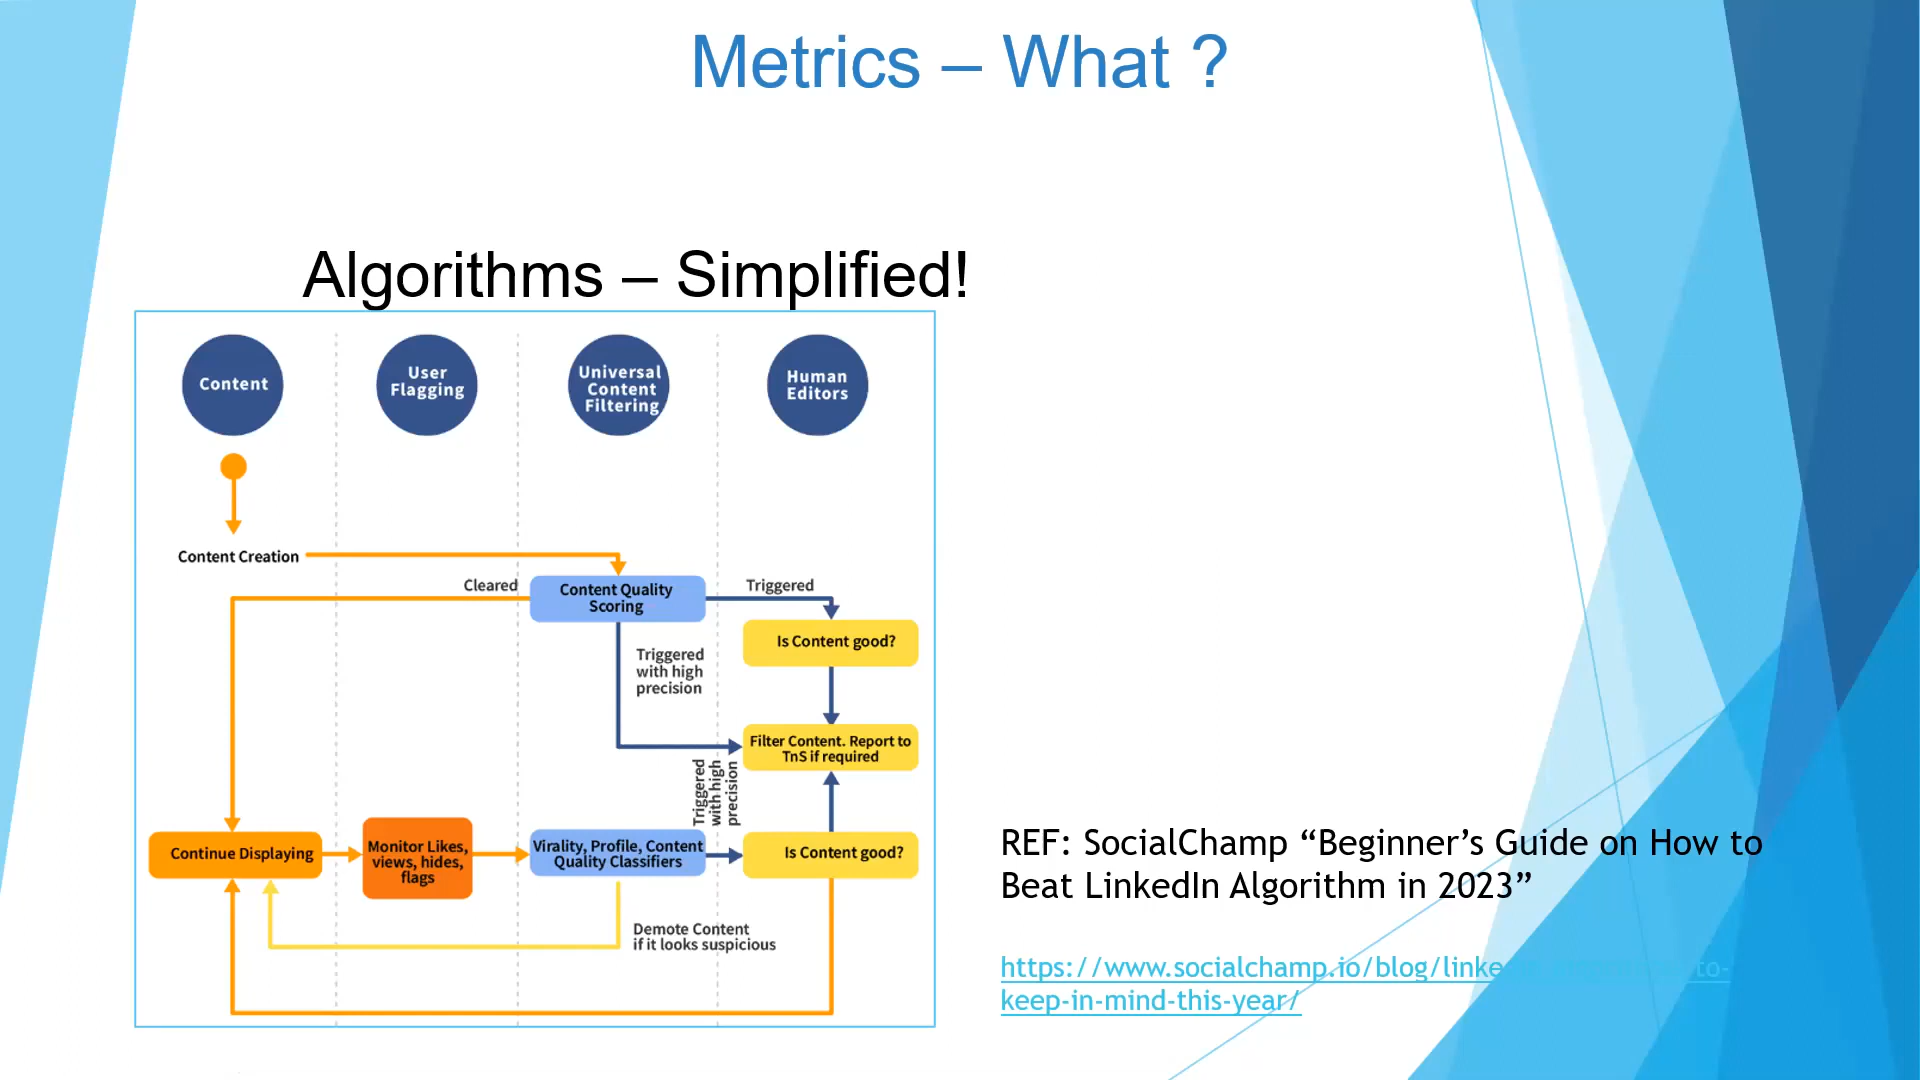 Metrics – What ?
Algorithms – Simplified!
Content
User
Flagging
Universal
Content
Filtering
Human
Editors
Content Creation
Cleared
Content Quality
Scoring
Triggered
Is Content good?
Triggered
with high
precision
Filter Content. Report to
TnS if required
Triggered
with high
precision
Continue Displaying
Monitor Likes,
views, hides,
flags
Virality, Profile, Content
Quality Classifiers
Is Content good?
Demote Content
if it looks suspicious
REF: SocialChamp “Beginner’s Guide on How to
Beat LinkedIn Algorithm in 2023”
https://www.socialchamp.io/blog/linke
to-
keep-in-mind-this-year/